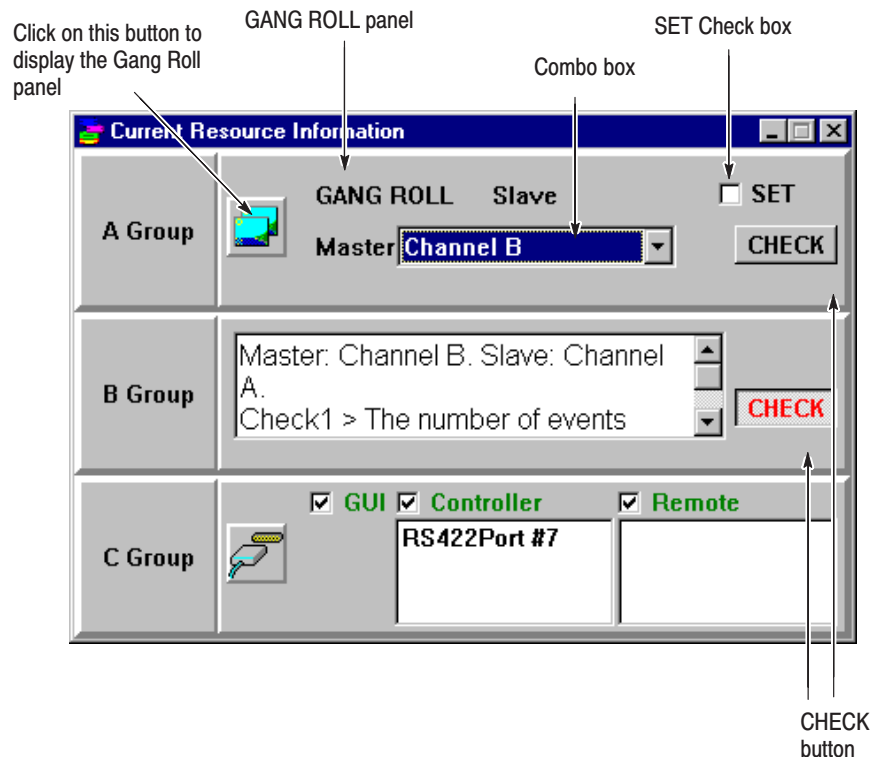 Click on this button to
display the Gang Roll
panel
GANG ROLL panel
Combo box
SET Check box
Current Resource Information
A Group
GANG ROLL Slave
SET
Master Channel B
CHECK
B Group
Master: Channel B. Slave: Channel
A.
Check1 > The number of events
CHECK
C Group
GUI Controller Remote
RS422Port #7
CHECK
button